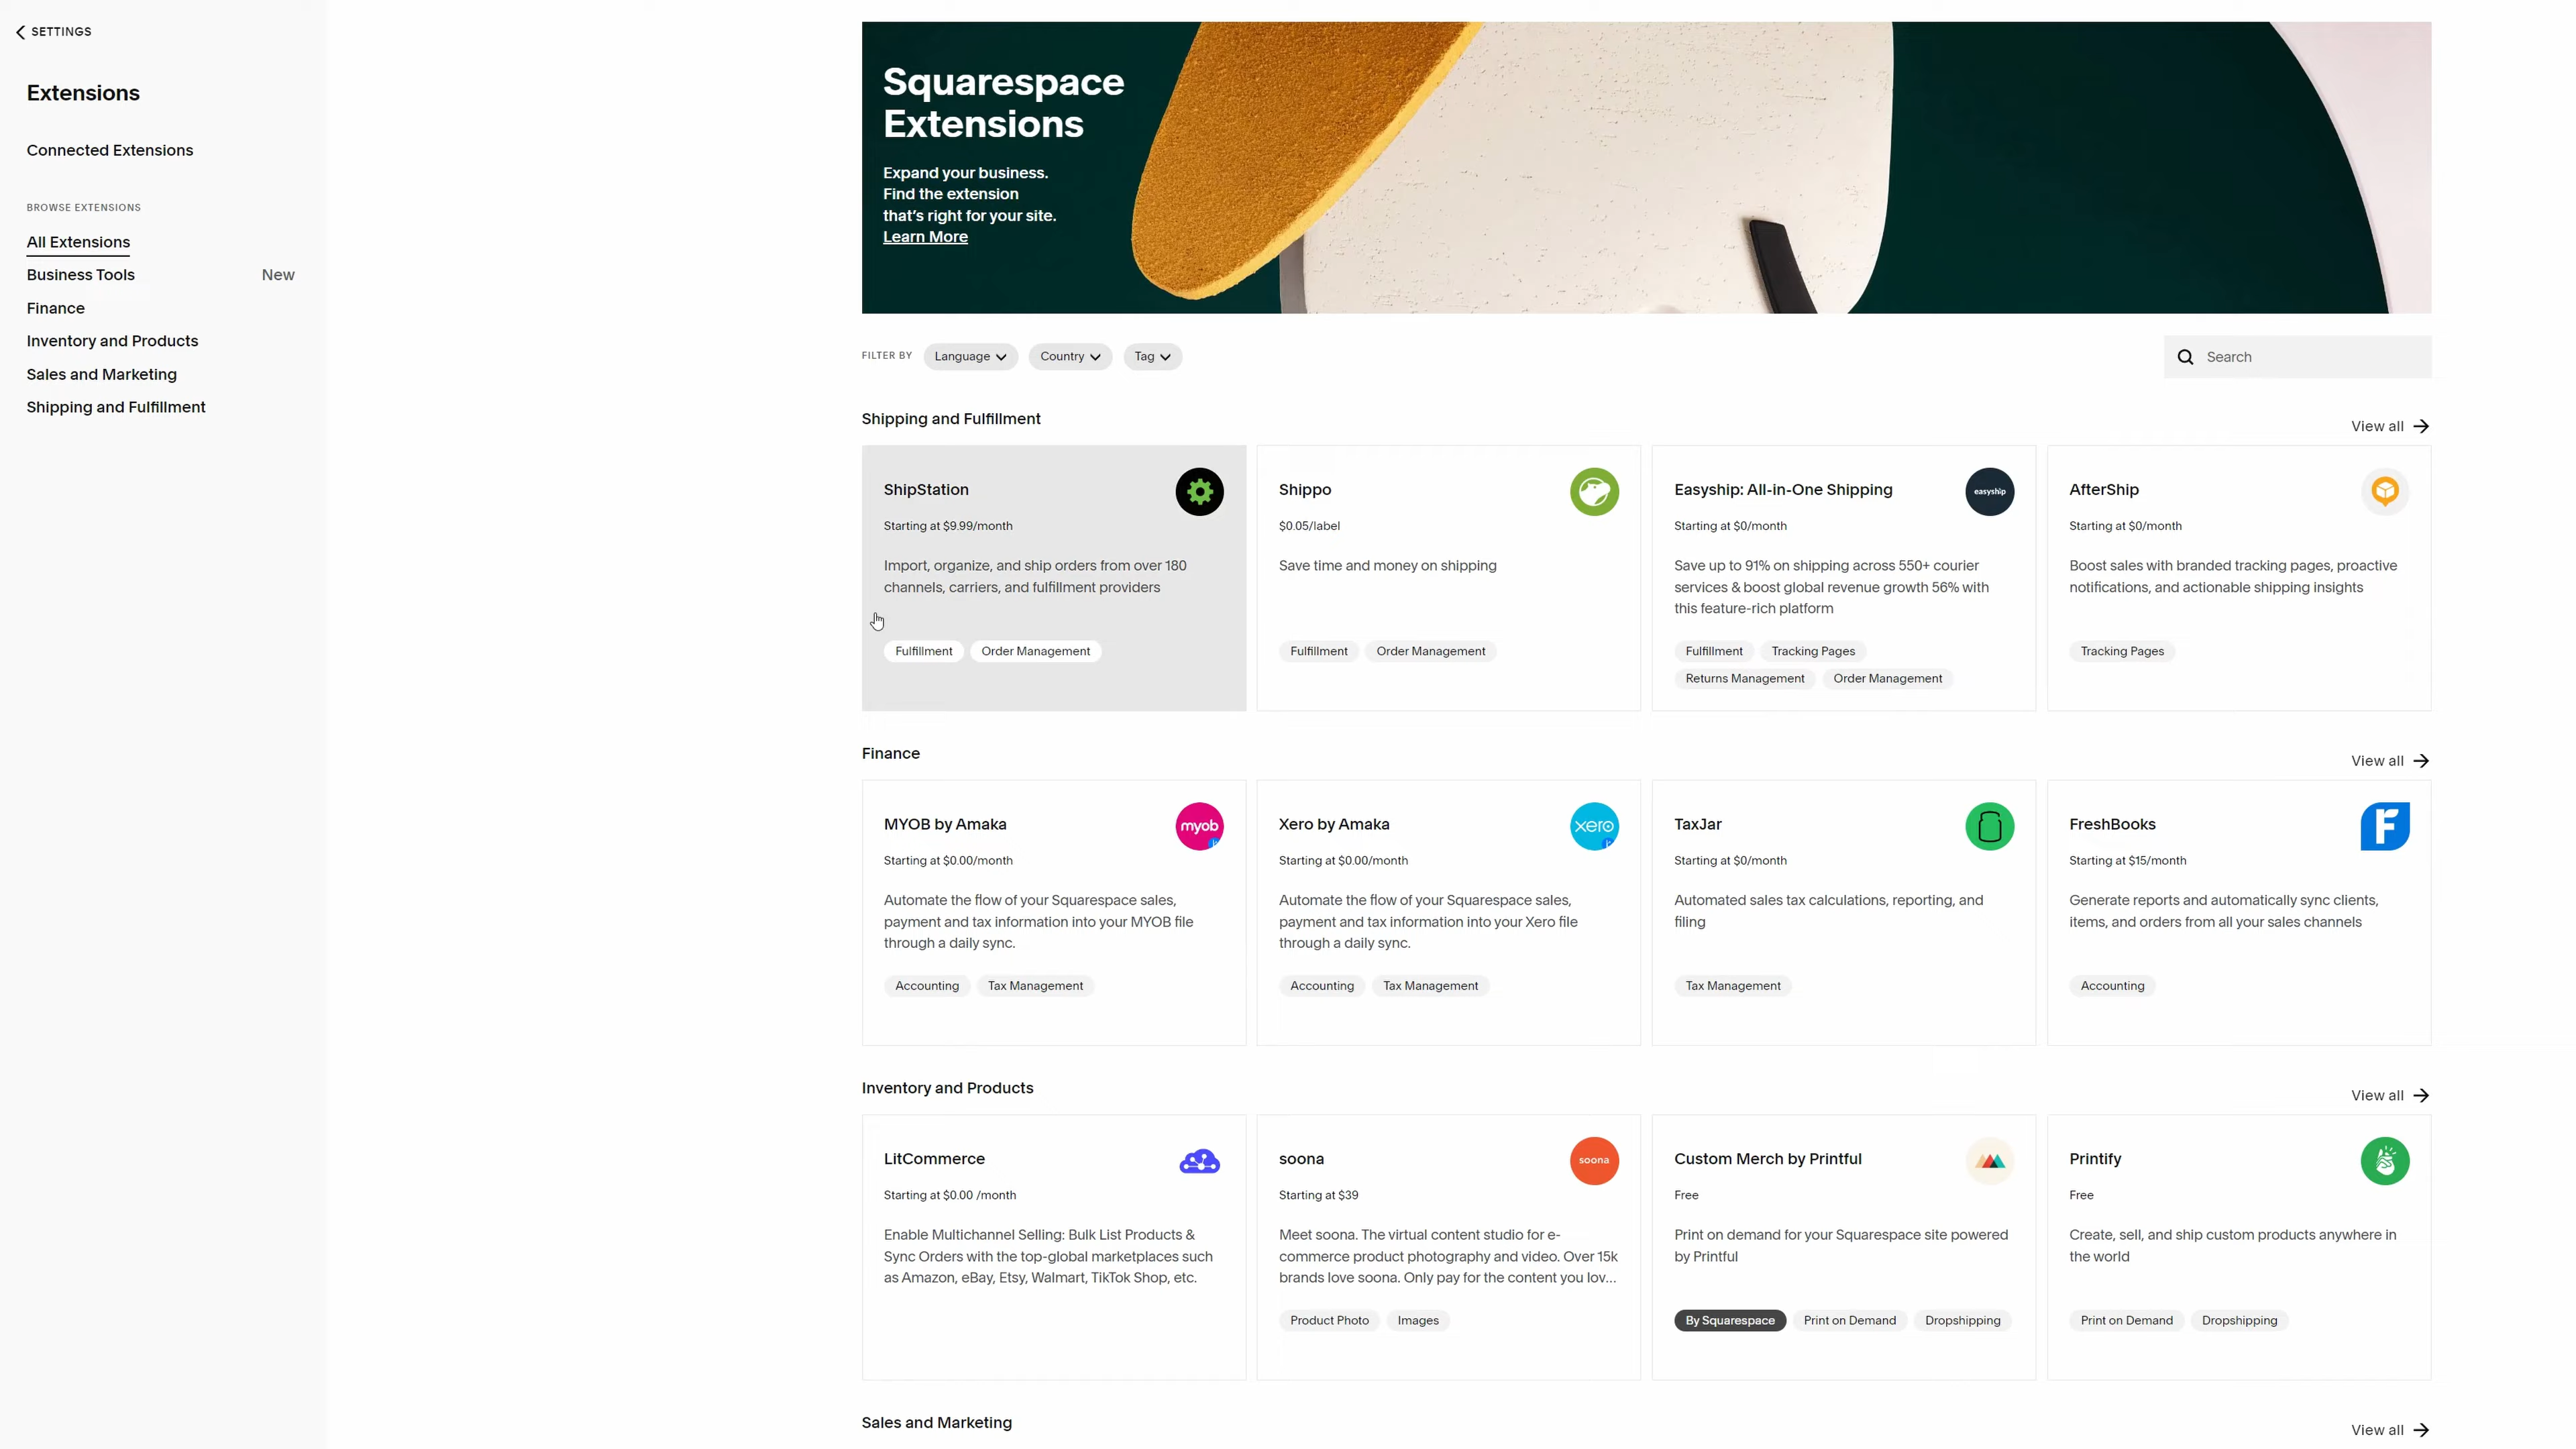 SETTINGS
Extensions
Connected Extensions
BROWSE EXTENSIONS
All Extensions
Business Tools New
Finance
Inventory and Products
Sales and Marketing
Shipping and Fulfillment
Squarespace
Extensions
Expand your business.
Find the extension
that's right for your site.
Learn More
FILTER BY Language Country Tag Search
Shipping and Fulfillment View all
ShipStation
Starting at $9.99/month
Import, organize, and ship orders from over 180
channels, carriers, and fulfillment providers
Fulfillment Order Management
Shippo
$0.05/label
Save time and money on shipping
Fulfillment Order Management
Easyship: All-in-One Shipping
easyship
Starting at $0/month
Save up to 91% on shipping across 550+ courier
services & boost global revenue growth 56% with
this feature-rich platform
Fulfillment Tracking Pages
Returns Management Order Management
AfterShip
Starting at $0/month
Boost sales with branded tracking pages, proactive
notifications, and actionable shipping insights
Tracking Pages
Finance View all
MYOB by Amaka
myob
Starting at $0.00/month
Automate the flow of your Squarespace sales,
payment and tax information into your MYOB file
through a daily sync.
Accounting Tax Management
Xero by Amaka
xero
Starting at $0.00/month
Automate the flow of your Squarespace sales,
payment and tax information into your Xero file
through a daily sync.
Accounting Tax Management
TaxJar
Starting at $0/month
Automated sales tax calculations, reporting, and
filing
Tax Management
FreshBooks
F
Starting at $15/month
Generate reports and automatically sync clients,
items, and orders from all your sales channels
Accounting
Inventory and Products View all
LitCommerce
Starting at $0.00 /month
Enable Multichannel Selling: Bulk List Products &
Sync Orders with the top-global marketplaces such
as Amazon, eBay, Etsy, Walmart, TikTok Shop, etc.
soona
soona
Starting at $39
Meet soona. The virtual content studio for e-
commerce product photography and video. Over 15k
brands love soona. Only pay for the content you lov...
Product Photo Images
Custom Merch by Printful
Free
Print on demand for your Squarespace site powered
by Printful
By Squarespace Print on Demand Dropshipping
Printify
Free
Create, sell, and ship custom products anywhere in
the world
Print on Demand Dropshipping
Sales and Marketing View all